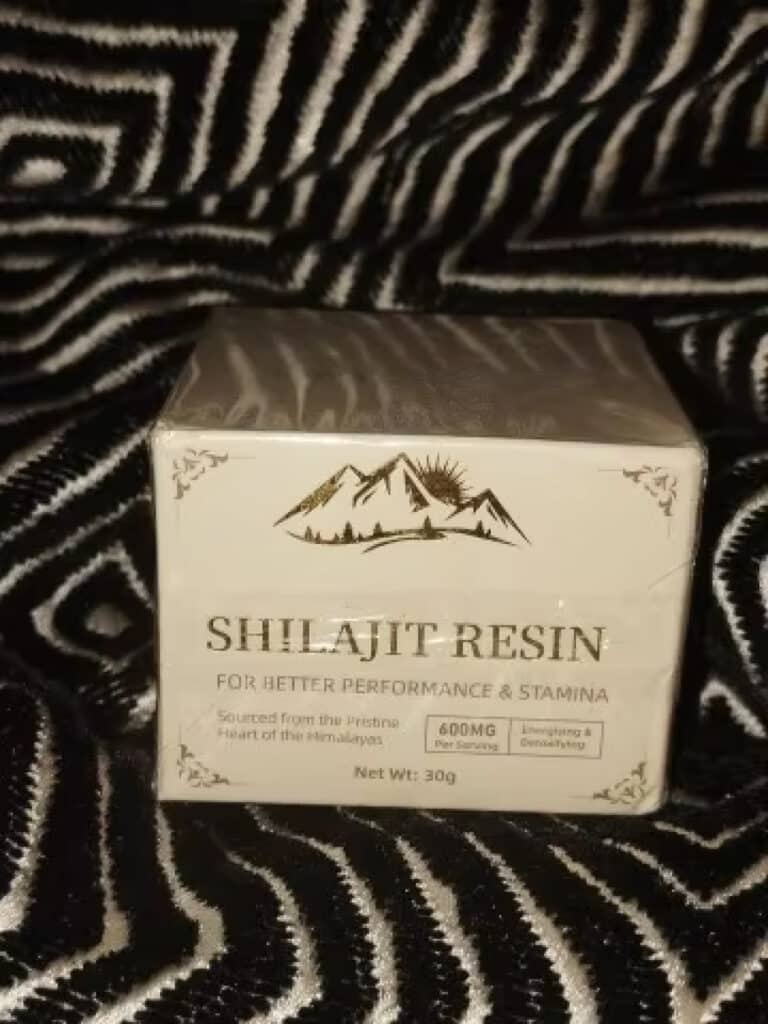 SHILAJIT RESIN
FOR BETTER PERFORMANCE & STAMINA
Sourced from the Pristine
Heart of the Himalayas
600MG
Per Serving
Energizing &
Detoxifying
Net Wt: 30g